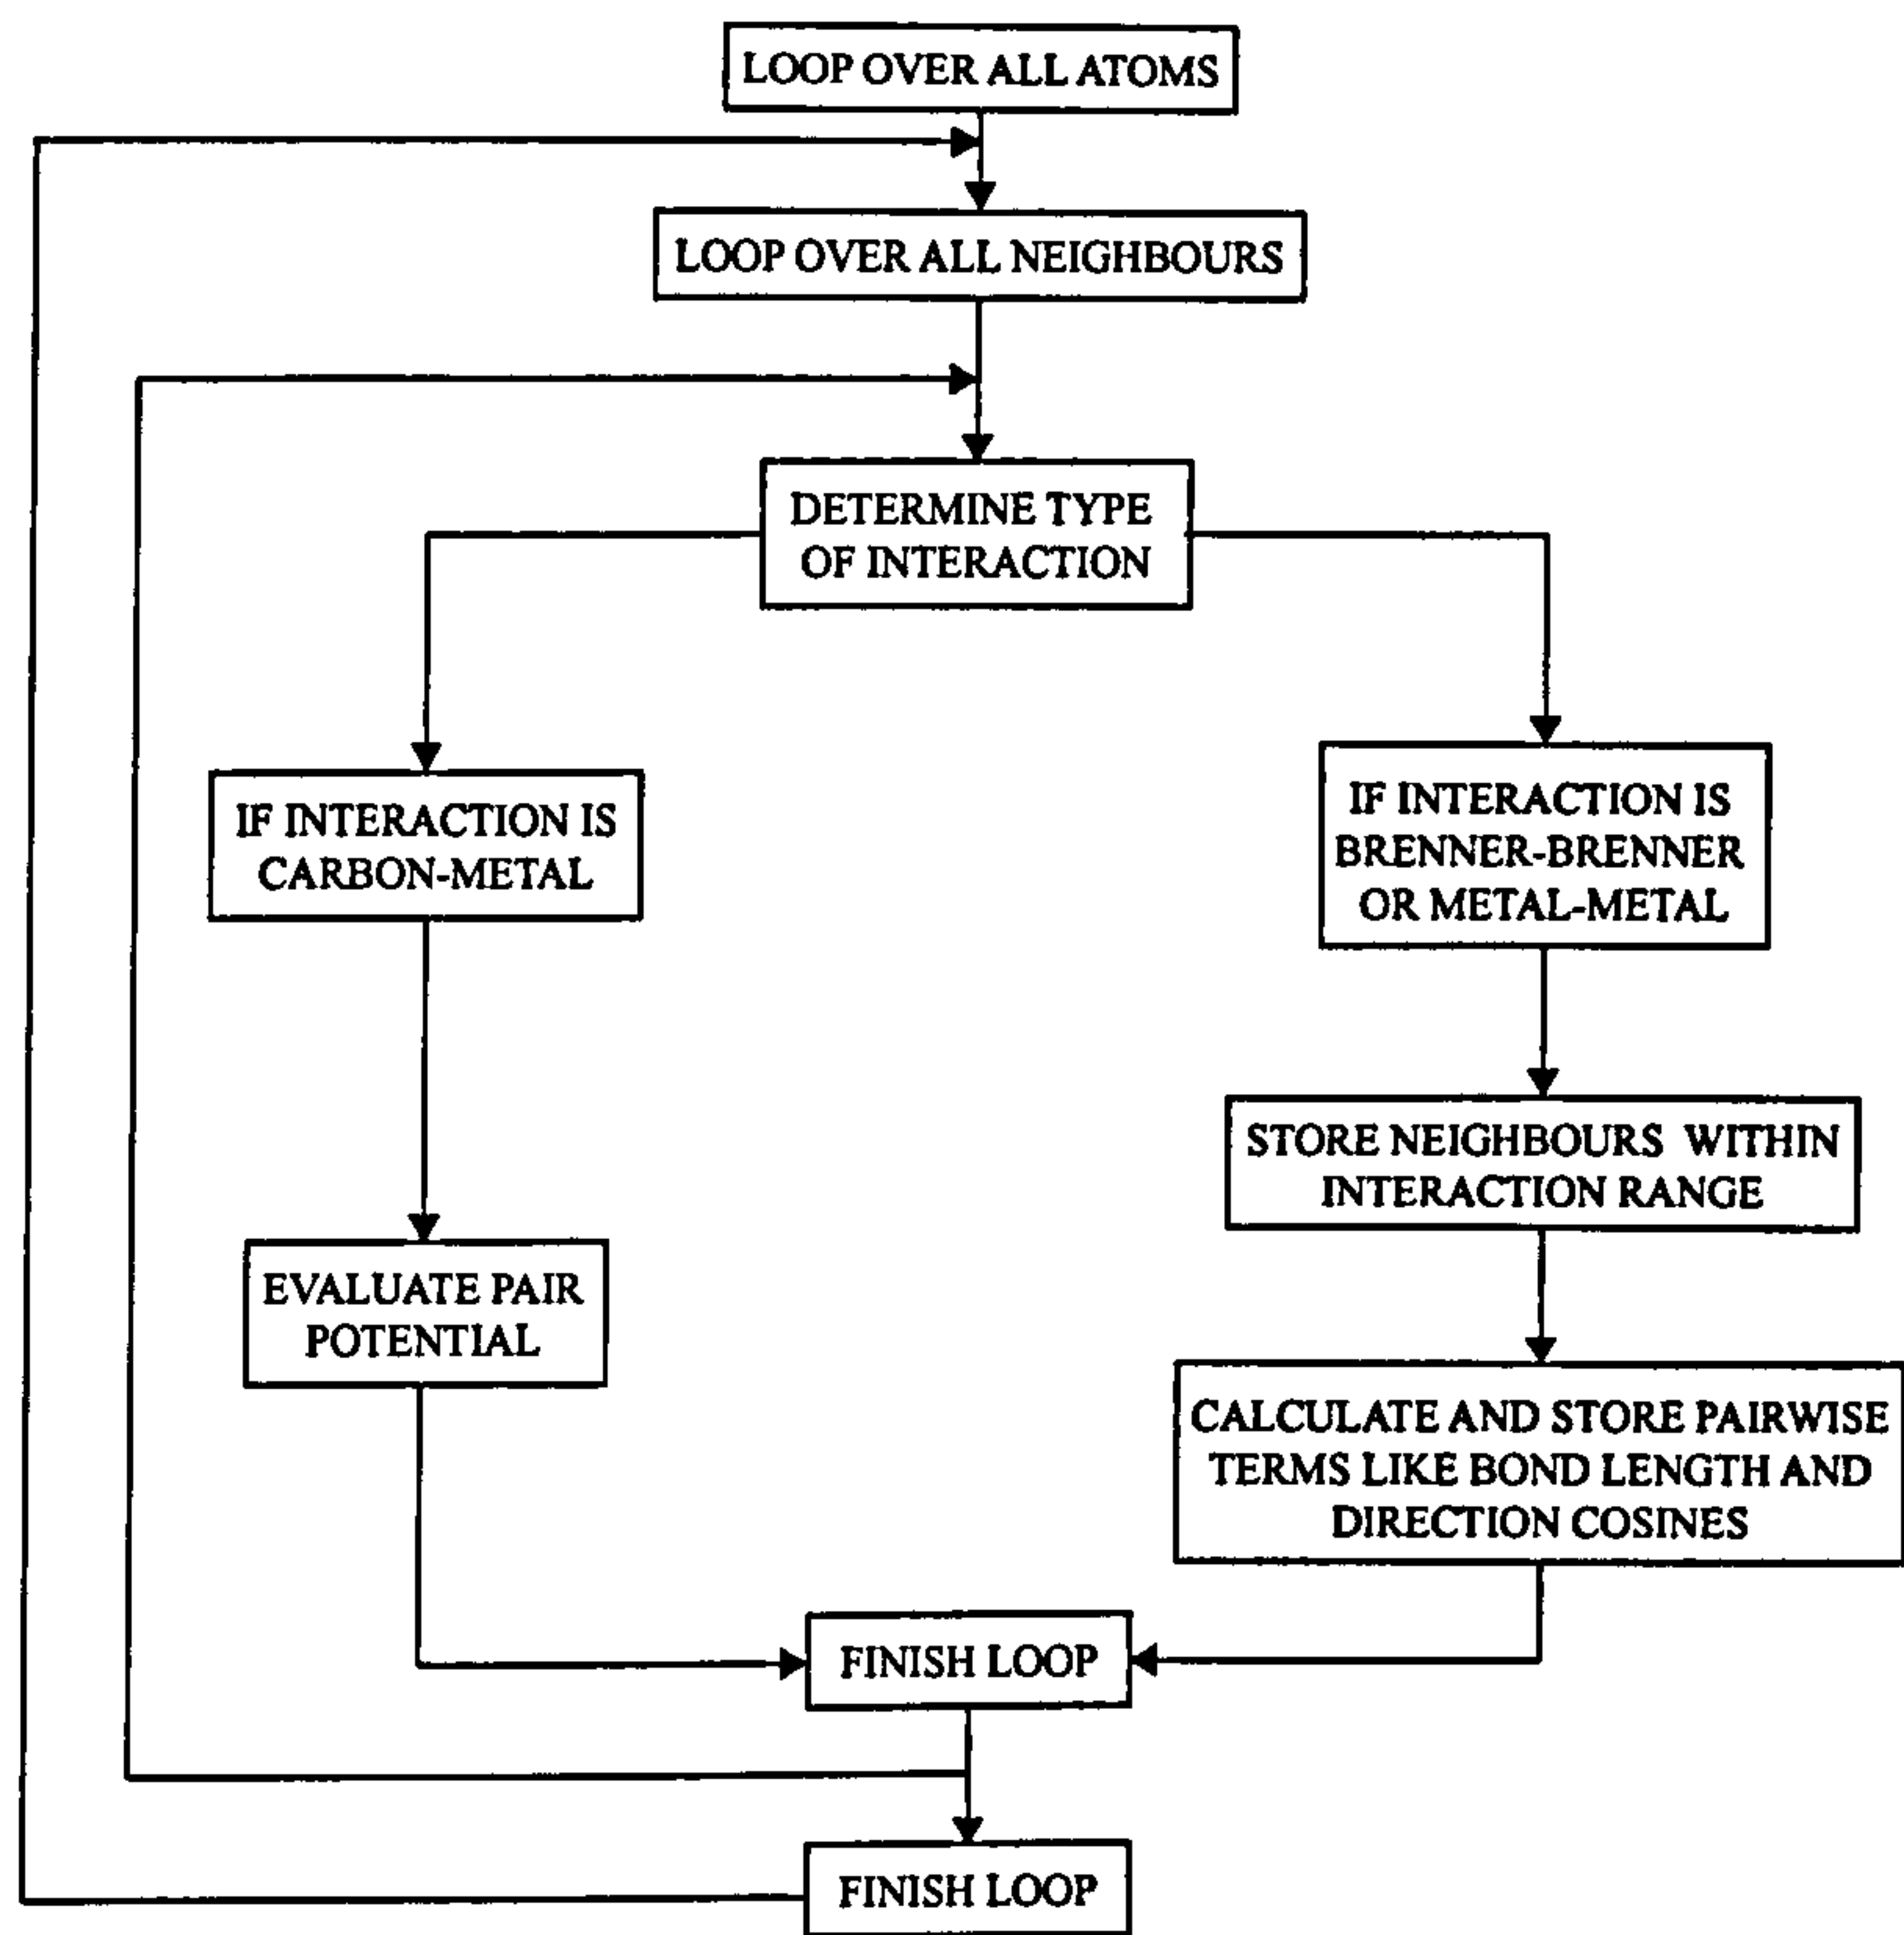 LOOP OVER ALL ATOMS
LOOP OVER ALL NEIGHBOURS
DETERMINE TYPE
OF INTERACTION
IF INTERACTION IS
CARBON-METAL
IF INTERACTION IS
BRENNER-BRENNER
OR METAL-METAL
STORE NEIGHBOURS WITHIN
INTERACTION RANGE
EVALUATE PAIR
POTENTIAL
CALCULATE AND STORE PAIRWISE
TERMS LIKE BOND LENGTH AND
DIRECTION COSINES
FINISH LOOP
FINISH LOOP